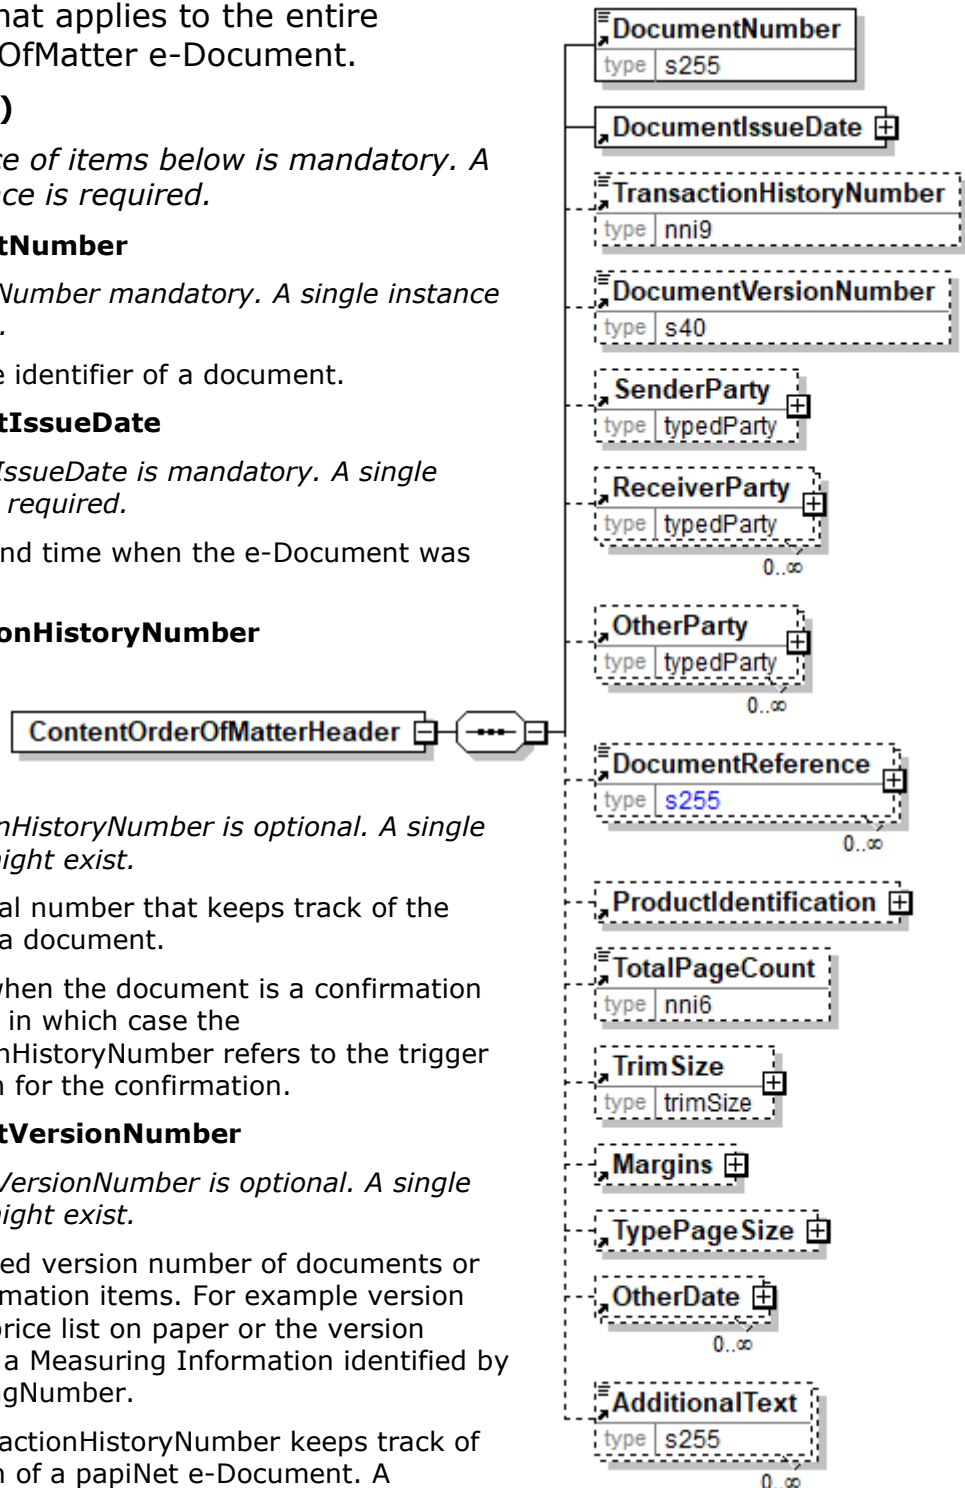 hat applies to the entire
OfMatter e-Document.
)
ce of items below is mandatory. A
nce is required.
tNumber
Number mandatory. A single instance
.
e identifier of a document.
tIssueDate
IssueDate is mandatory. A single
required.
nd time when the e-Document was
onHistoryNumber
nHistoryNumber is optional. A single
night exist.
al number that keeps track of the
a document.
when the document is a confirmation
in which case the
nHistoryNumber refers to the trigger
n for the confirmation.
tVersionNumber
VersionNumber is optional. A single
night exist.
ed version number of documents or
rmation items. For example version
price list on paper or the version
a Measuring Information identified by
ngNumber.
actionHistoryNumber keeps track of
n of a papiNet e-Document. A
ContentOrderOfMatterHeader
DocumentNumber
type s255
DocumentIssueDate
TransactionHistoryNumber
type nni9
DocumentVersionNumber
type s40
SenderParty
type typedParty
ReceiverParty
type typedParty
0..∞
OtherParty
type typedParty
0..∞
DocumentReference
type s255
0..∞
ProductIdentification
TotalPageCount
type nni6
TrimSize
type trimSize
Margins
TypePageSize
OtherDate
0..∞
AdditionalText
type s255
0..∞